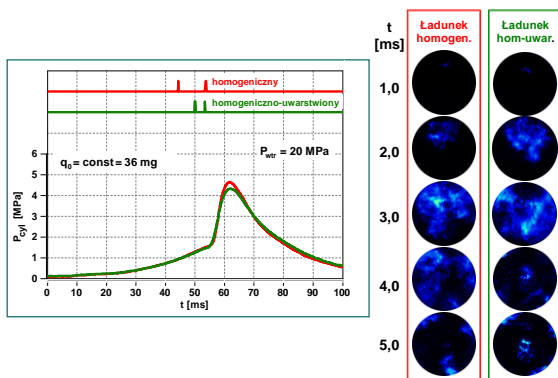 homogeniczny
homogeniczno-uwarstwiony
q₀ = const = 36 mg
P_wtr = 20 MPa
P_cyl [MPa]
6
5
4
3
2
1
0
0 10 20 30 40 50 60 70 80 90 100
t [ms]
t
[ms]
Ładunek
homogen.
Ładunek
hom-uwar.
1,0
2,0
3,0
4,0
5,0